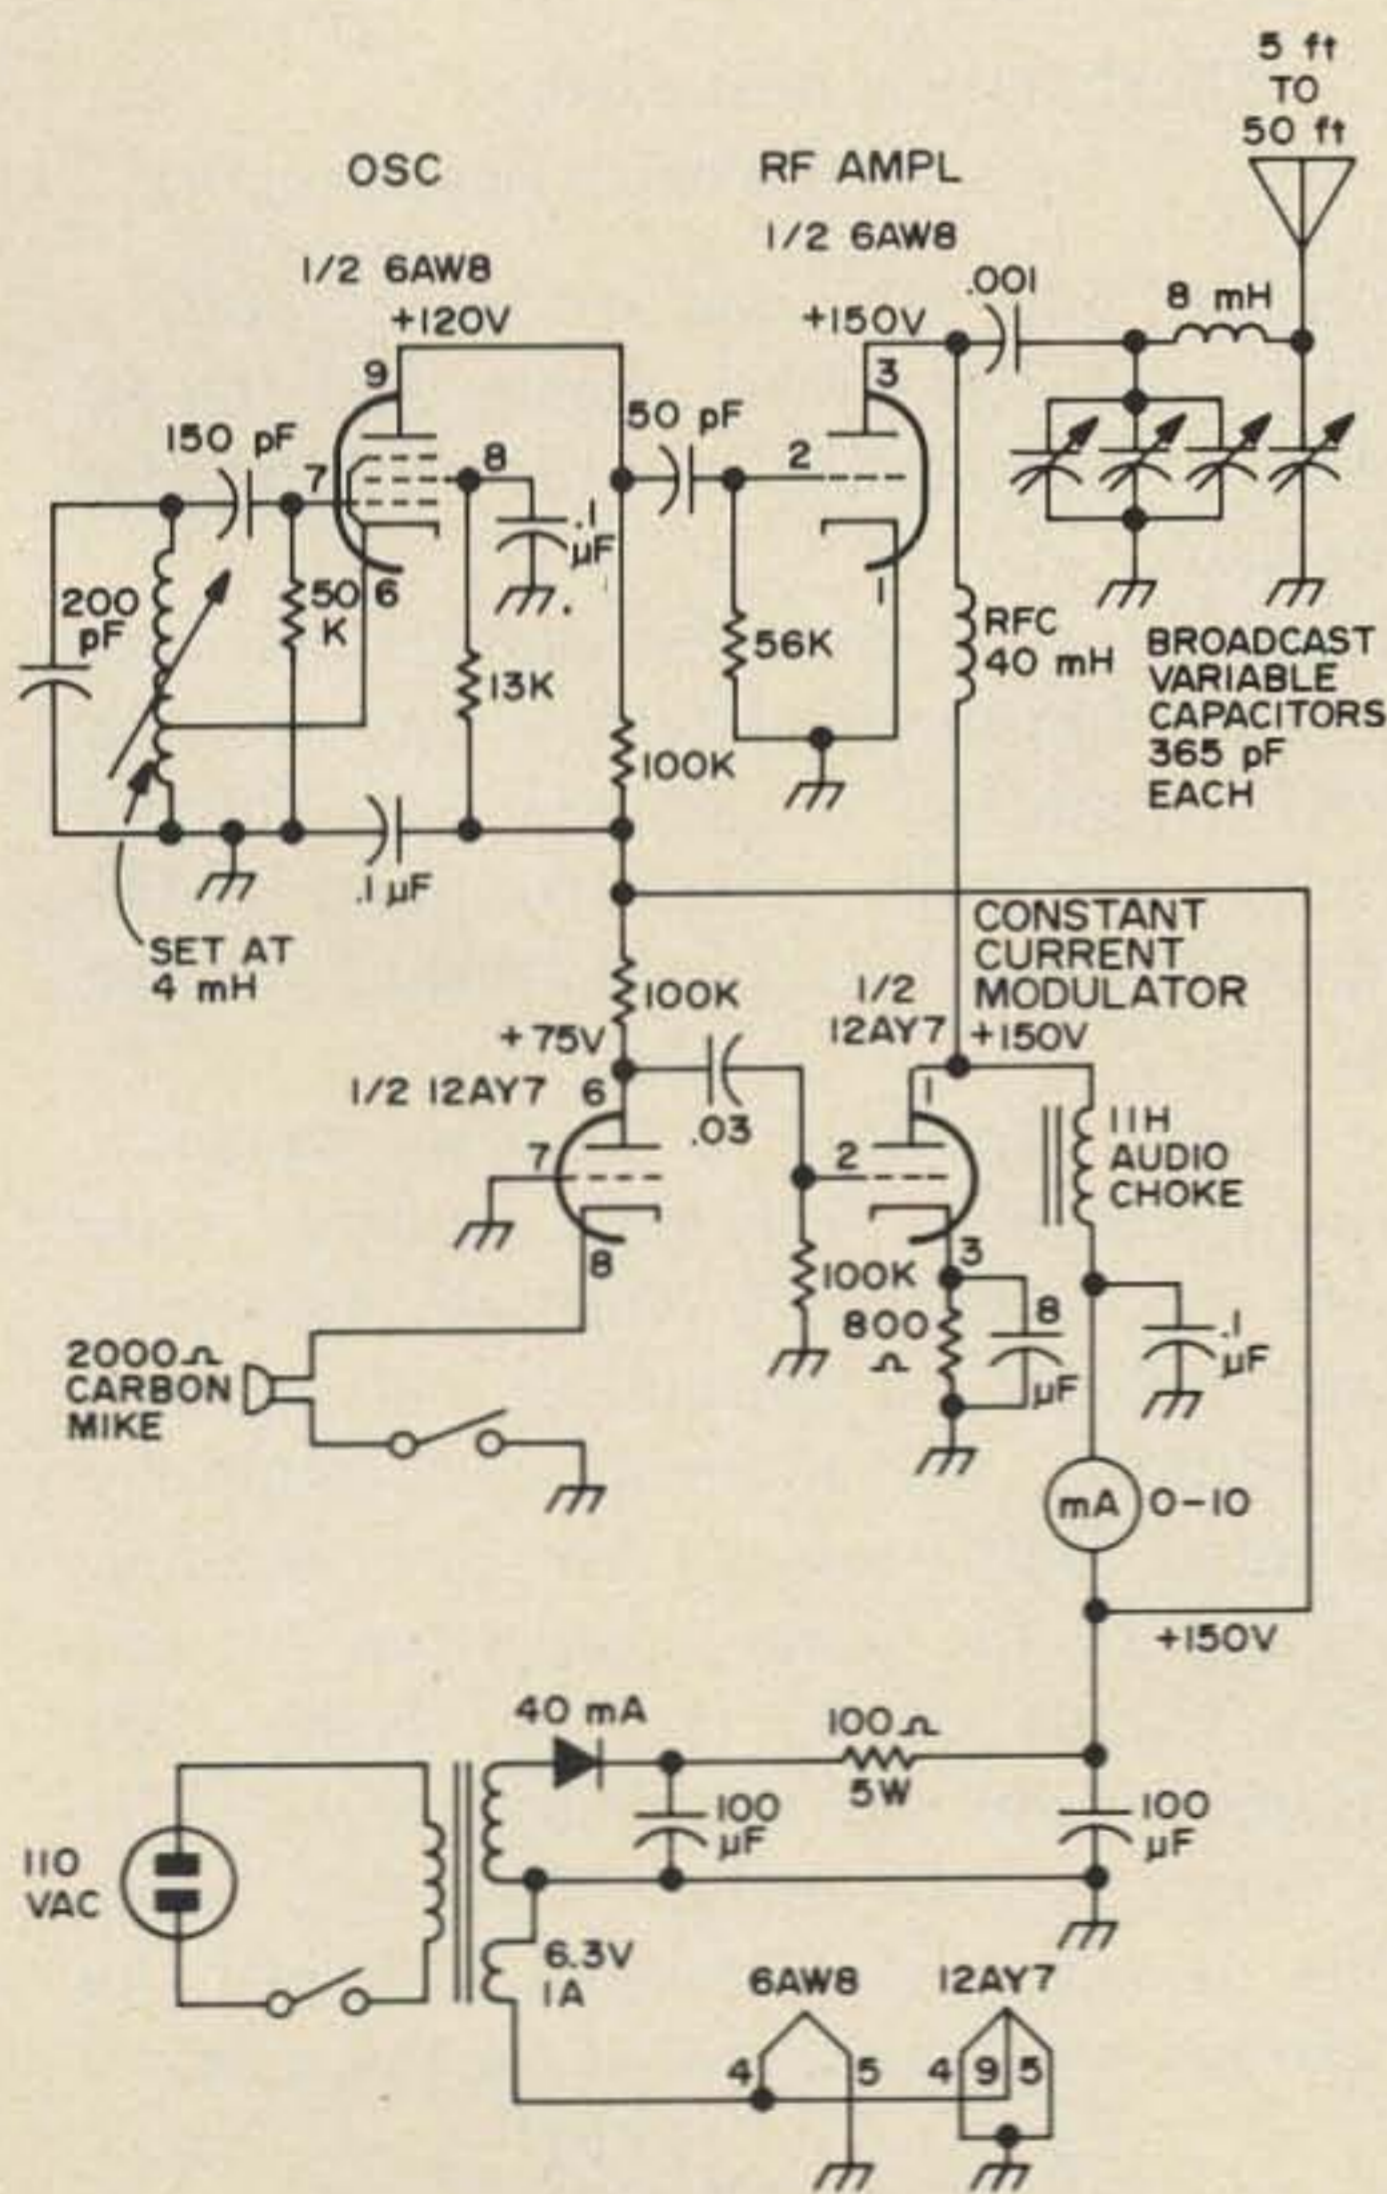 5 ft
TO
50 ft
OSC
RF AMPL
1/2 6AW8
1/2 6AW8
+120V
+150V
.001
8 mH
9
3
150 pF
50 pF
7
8
2
.1
µF
200
pF
50
K
6
1
13K
56K
RFC
40 mH
BROADCAST
VARIABLE
CAPACITORS
365 pF
EACH
100K
.1 µF
SET AT
4 mH
CONSTANT
CURRENT
MODULATOR
100K
1/2
12AY7
+75V
+150V
1/2 12AY7
6
.03
1
7
2
11H
AUDIO
CHOKE
8
3
100K
800
Ω
8
µF
.1
µF
2000Ω
CARBON
MIKE
mA
0-10
+150V
40 mA
100Ω
5W
100
µF
100
µF
110
VAC
6.3V
1A
6AW8
12AY7
4
5
4
9
5